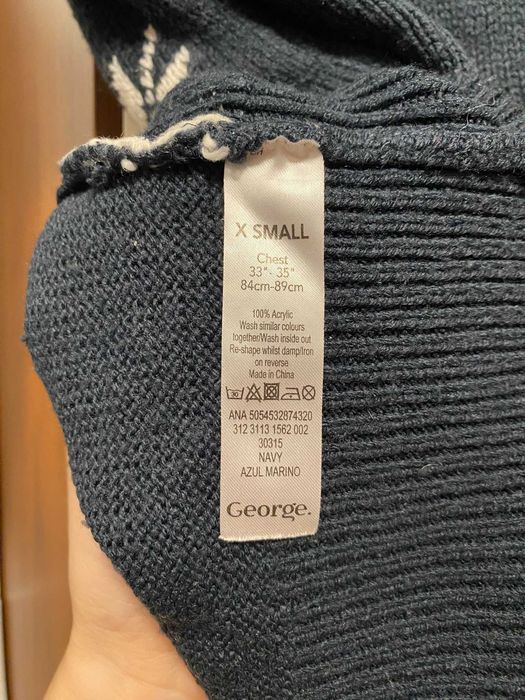 X SMALL
Chest
33"- 35"
84cm-89cm
100% Acrylic
Wash similar colours
together/Wash inside out
Re-shape whilst damp/Iron
on reverse
Made in China
30
ANA 5054532874320
312 3113 1562 002
30315
NAVY
AZUL MARINO
George.